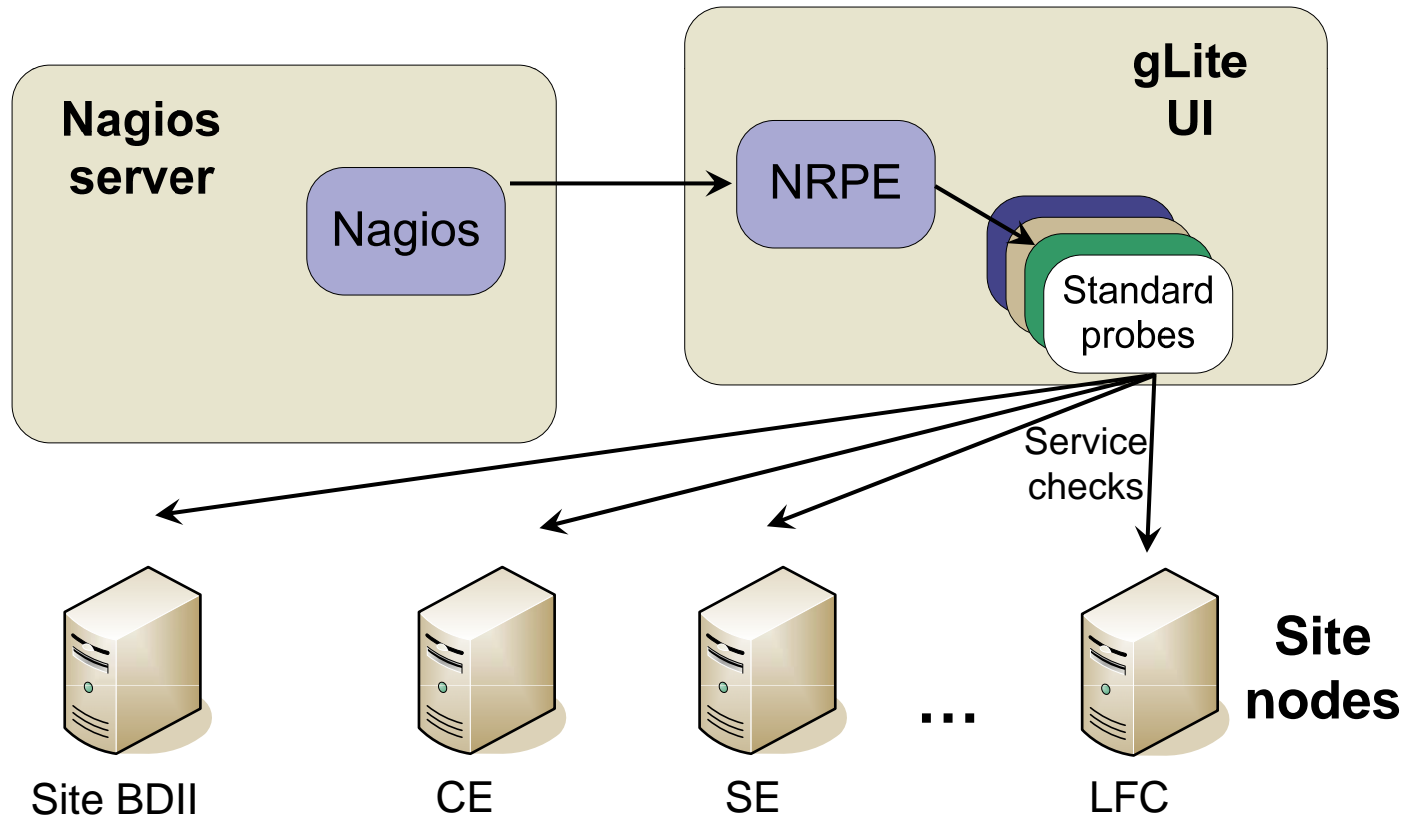 Nagios
server
Nagios
gLite
UI
NRPE
Standard
probes
Service
checks
Site
nodes
...
Site BDII
CE
SE
LFC